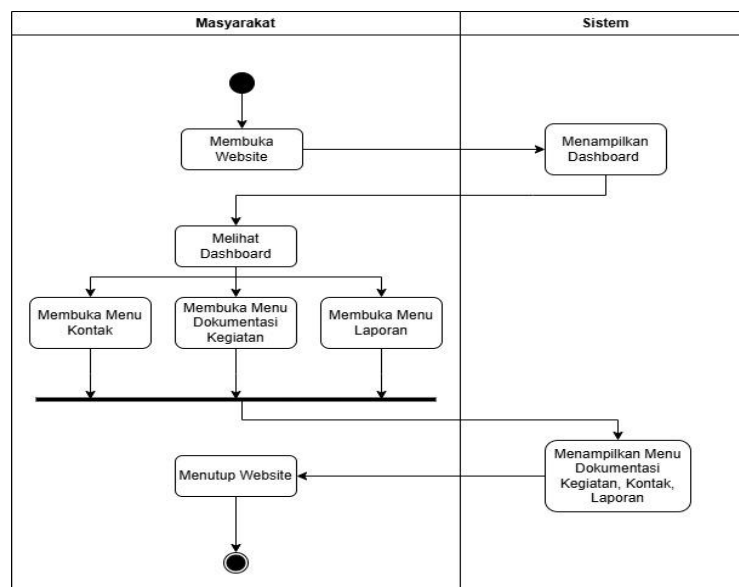 Masyarakat
Sistem
Membuka
Website
Menampilkan
Dashboard
Melihat
Dashboard
Membuka Menu
Kontak
Membuka Menu
Dokumentasi
Kegiatan
Membuka Menu
Laporan
Menampilkan Menu
Dokumentasi
Kegiatan, Kontak,
Laporan
Menutup Website